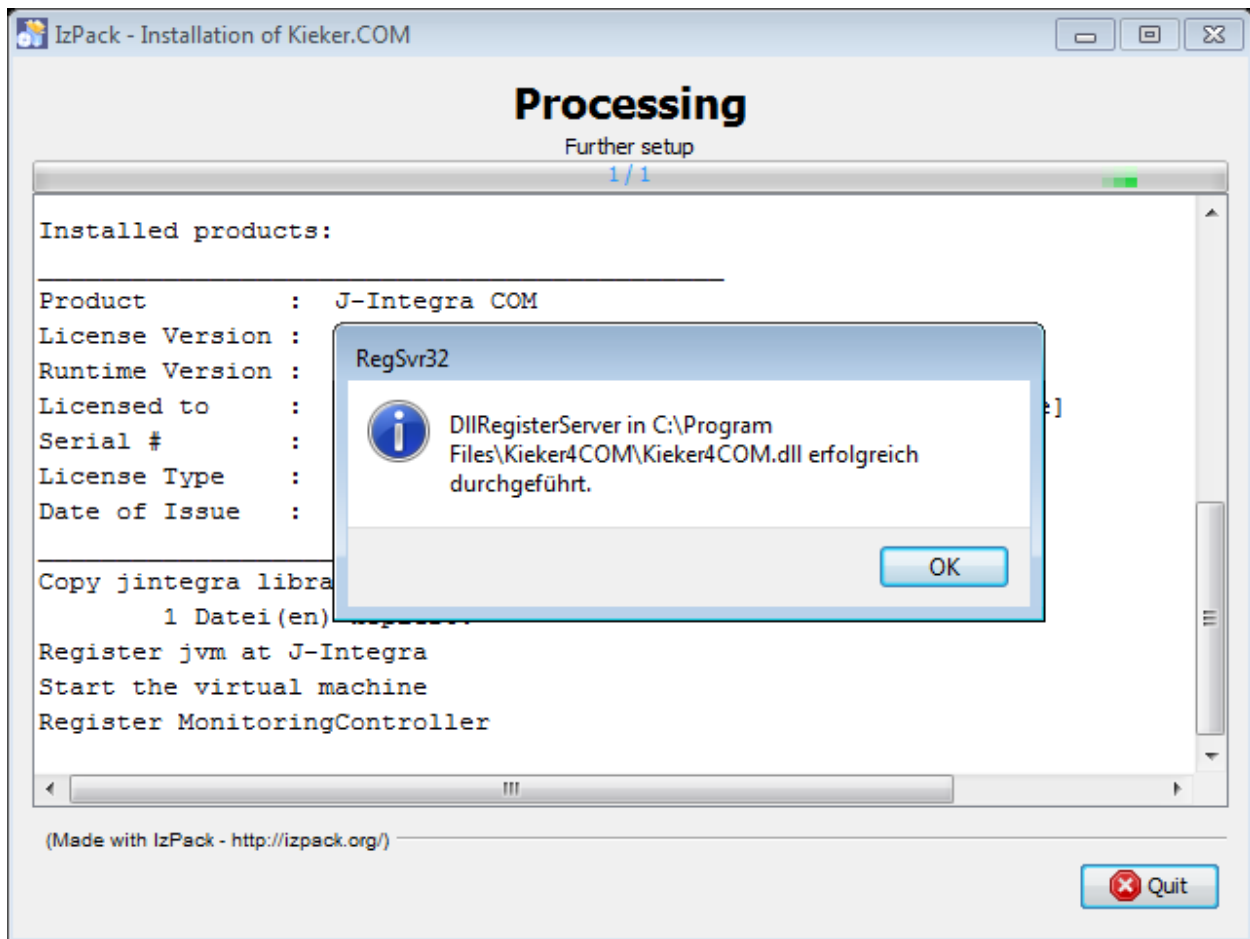 IzPack - Installation of Kieker.COM
Processing
Further setup
1 / 1
Installed products:
Product : J-Integra COM
License Version :
Runtime Version :
Licensed to : ]
Serial # :
License Type :
Date of Issue :
RegSvr32
DllRegisterServer in C:\Program
Files\Kieker4COM\Kieker4COM.dll erfolgreich
durchgeführt.
OK
Copy jintegra libra
1 Datei(en)
Register jvm at J-Integra
Start the virtual machine
Register MonitoringController
(Made with IzPack - http://izpack.org/)
Quit